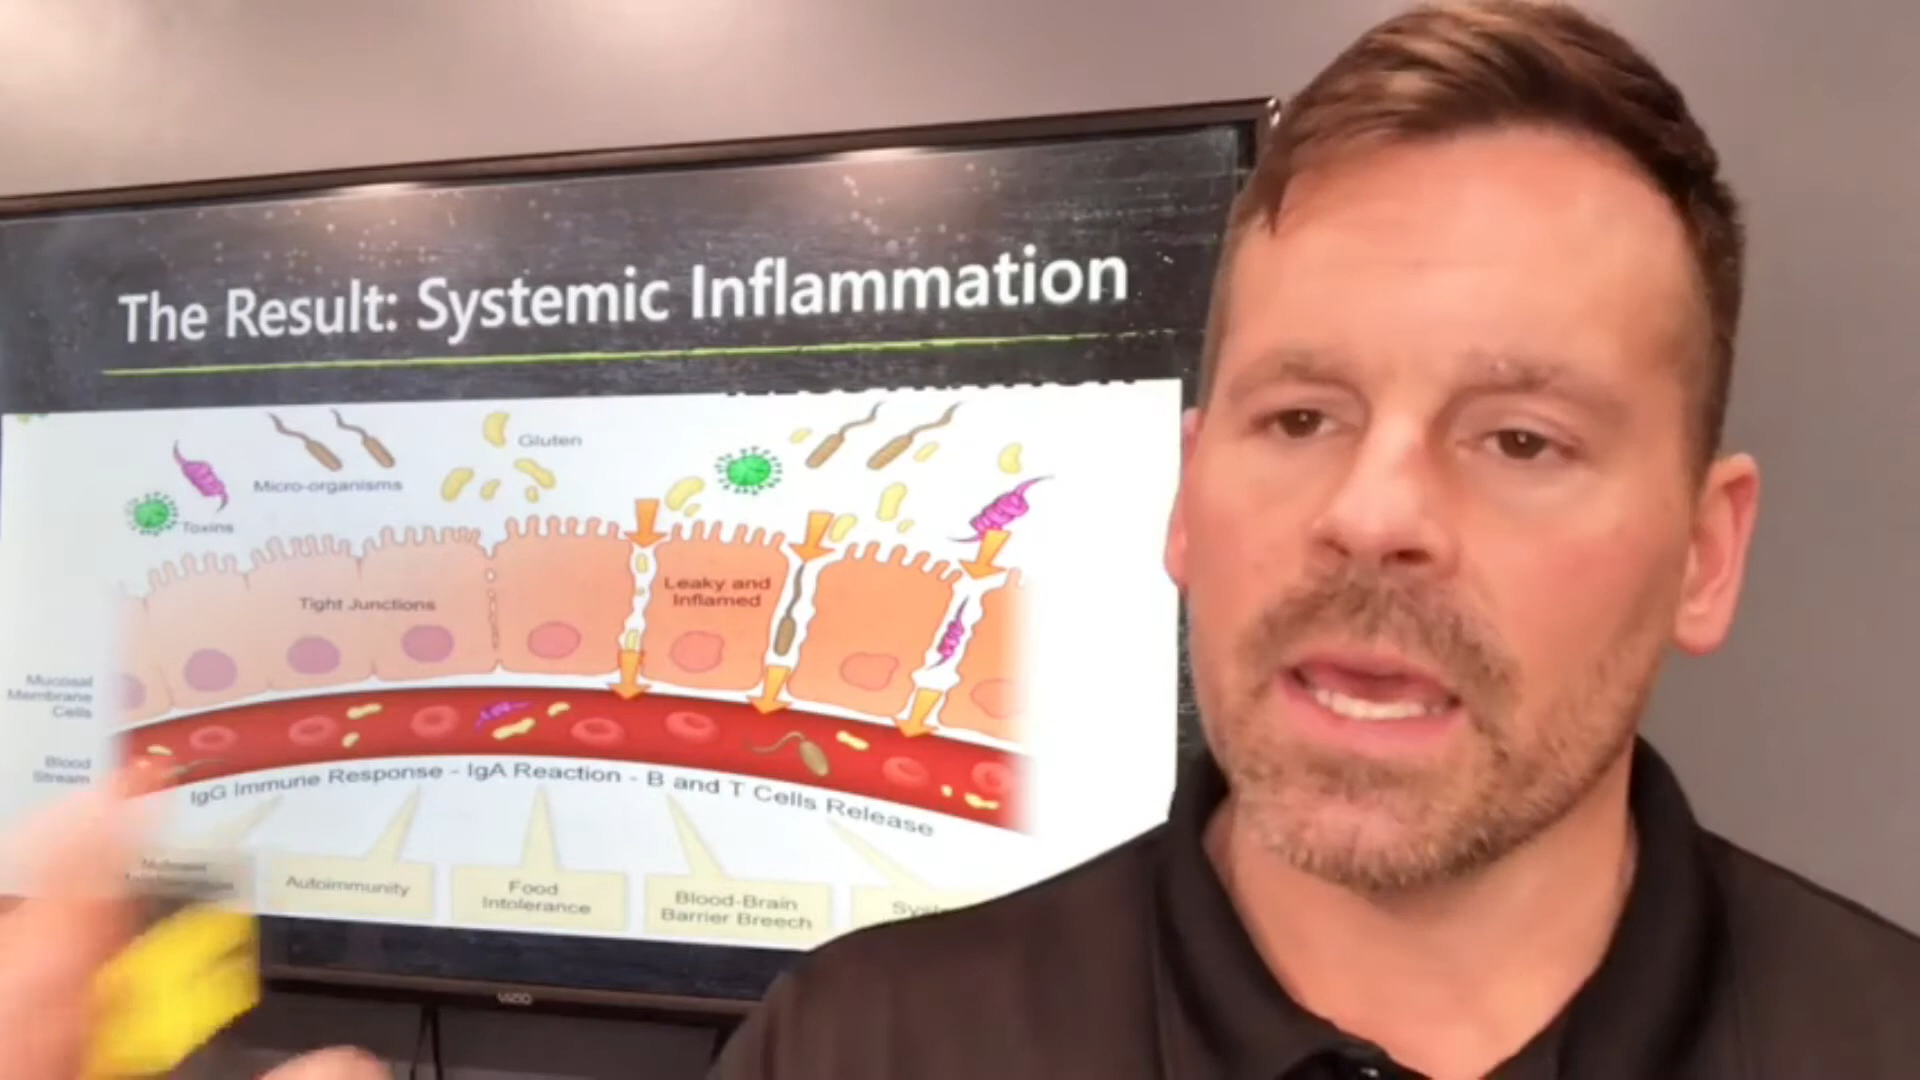 The Result: Systemic Inflammation
Gluten
Micro-organisms
Toxins
Leaky and
Inflamed
Tight Junctions
Mucosal
Membrane
Cells
Blood
Stream
IgG Immune Response - IgA Reaction - B and T Cells Release
Autoimmunity
Food
Intolerance
Blood-Brain
Barrier Breech
VIZIO